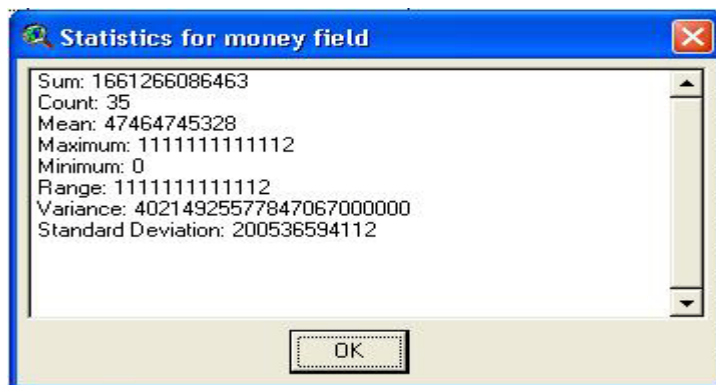 Statistics for money field
Sum: 1661266086463
Count: 35
Mean: 47464745328
Maximum: 1111111111112
Minimum: 0
Range: 1111111111112
Variance: 40214925577847067000000
Standard Deviation: 200536594112
OK